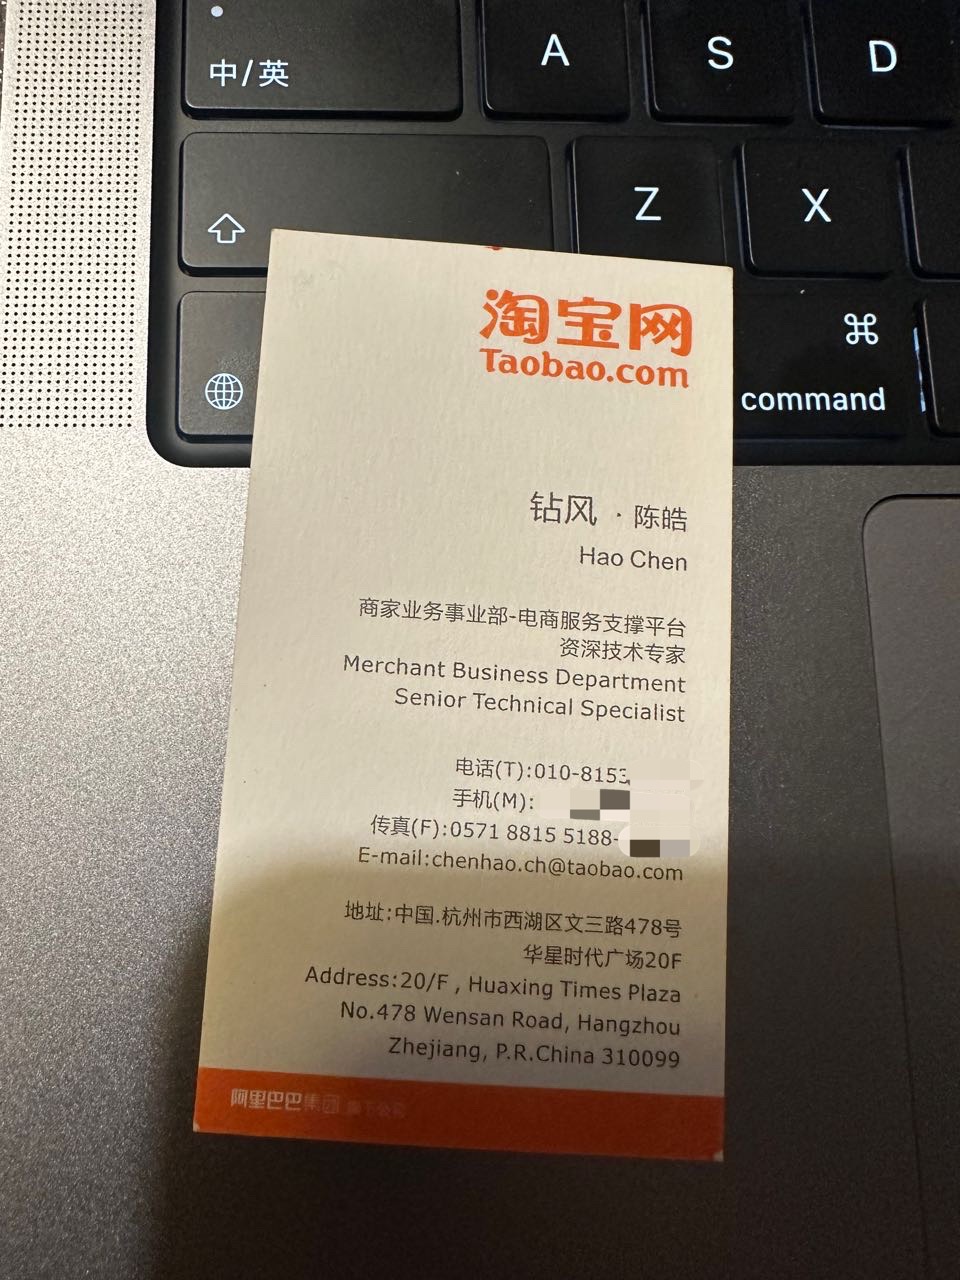 中/英
A
S
D
Z
X
⌘
command
淘宝网
Taobao.com
钻风 · 陈皓
Hao Chen
商家业务事业部-电商服务支撑平台
资深技术专家
Merchant Business Department
Senior Technical Specialist
电话(T):010-8153
手机(M):
传真(F):0571 8815 5188-
E-mail:chenhao.ch@taobao.com
地址:中国.杭州市西湖区文三路478号
华星时代广场20F
Address:20/F , Huaxing Times Plaza
No.478 Wensan Road, Hangzhou
Zhejiang, P.R.China 310099
阿里巴巴集团